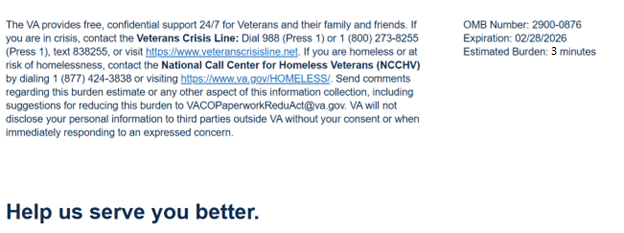 The VA provides free, confidential support 24/7 for Veterans and their family and friends. If
you are in crisis, contact the Veterans Crisis Line: Dial 988 (Press 1) or 1 (800) 273-8255
(Press 1), text 838255, or visit https://www.veteranscrisisline.net. If you are homeless or at
risk of homelessness, contact the National Call Center for Homeless Veterans (NCCHV)
by dialing 1 (877) 424-3838 or visiting https://www.va.gov/HOMELESS/. Send comments
regarding this burden estimate or any other aspect of this information collection, including
suggestions for reducing this burden to VACOPaperworkReduAct@va.gov. VA will not
disclose your personal information to third parties outside VA without your consent or when
immediately responding to an expressed concern.
OMB Number: 2900-0876
Expiration: 02/28/2026
Estimated Burden: 3 minutes
Help us serve you better.